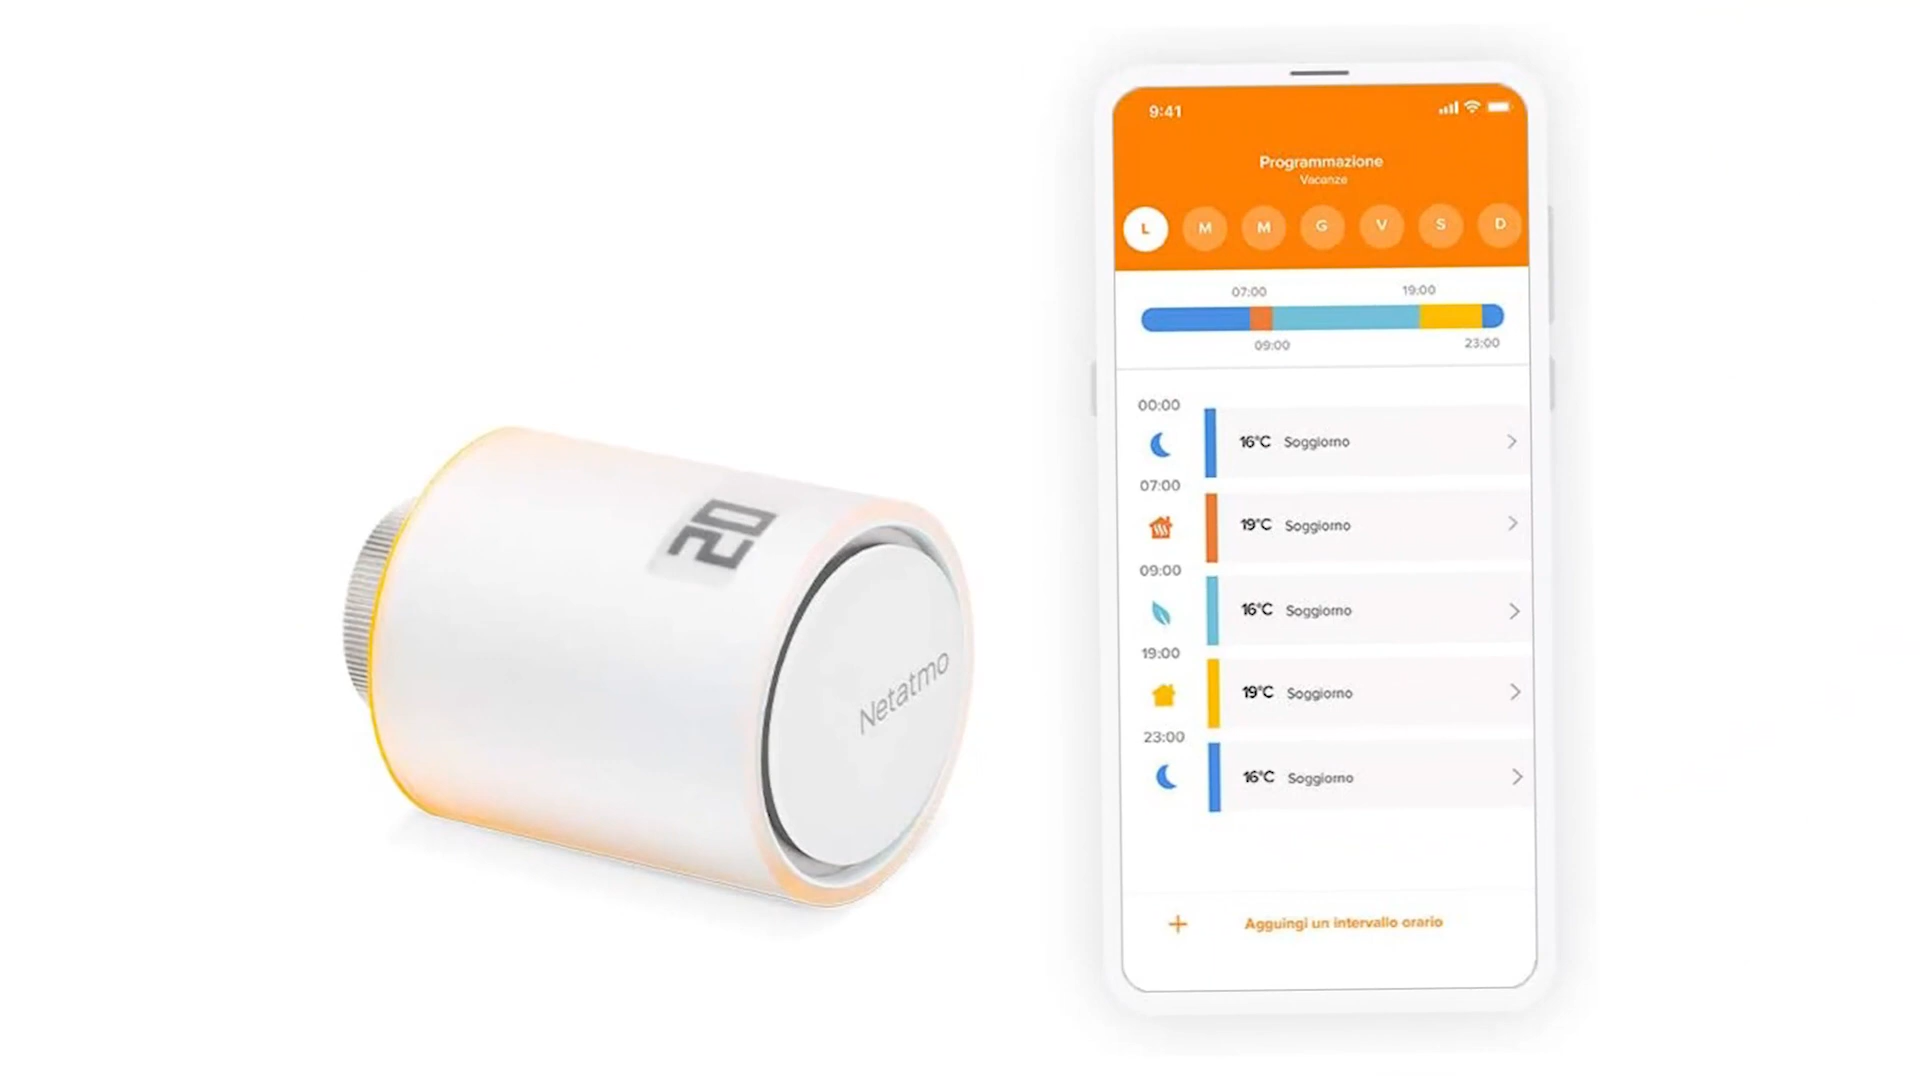 20
Netatmo
9:41
Programmazione
Vacanze
L M M G V S D
07:00 19:00
09:00 23:00
00:00
16°C Soggiorno
07:00
19°C Soggiorno
09:00
16°C Soggiorno
19:00
19°C Soggiorno
23:00
16°C Soggiorno
+ Agguingi un intervallo orario